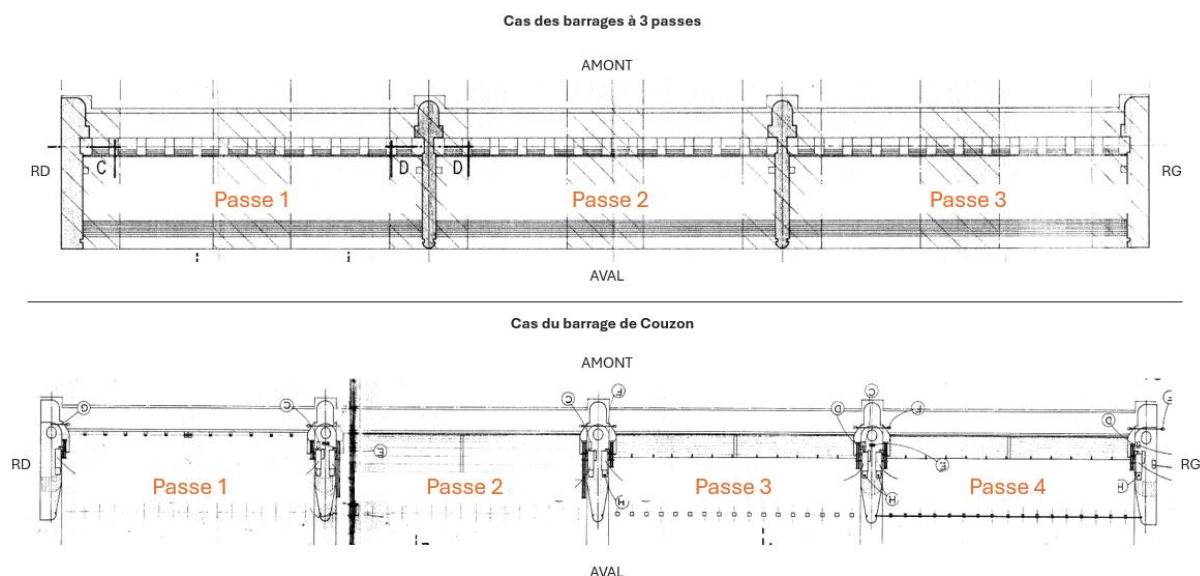 Cas des barrages à 3 passes
AMONT
RD
C
D
D
RG
Passe 1
Passe 2
Passe 3
AVAL
Cas du barrage de Couzon
AMONT
C
F
C
G
C
D
F
D
E
RD
RG
Passe 1
Passe 2
Passe 3
Passe 4
H
H
H
AVAL